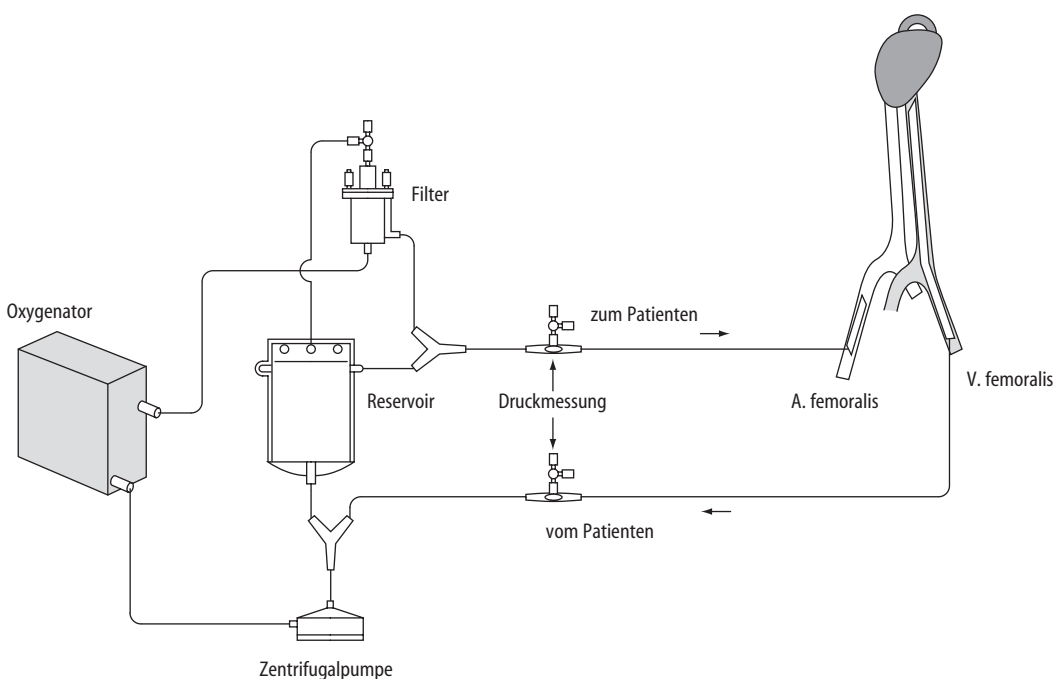 Filter
Oxygenator
zum Patienten
V. femoralis
Reservoir
Druckmessung
A. femoralis
vom Patienten
Zentrifugalpumpe